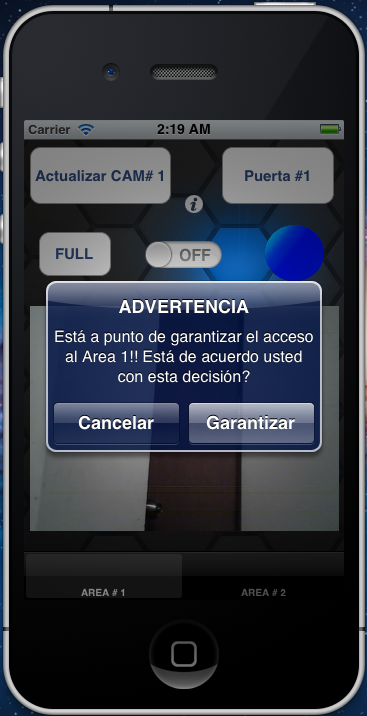 Carrier 2:19 AM
Actualizar CAM# 1 Puerta #1
i
FULL OFF
ADVERTENCIA
Está a punto de garantizar el acceso
al Area 1!! Está de acuerdo usted
con esta decisión?
Cancelar Garantizar
AREA # 1 AREA # 2